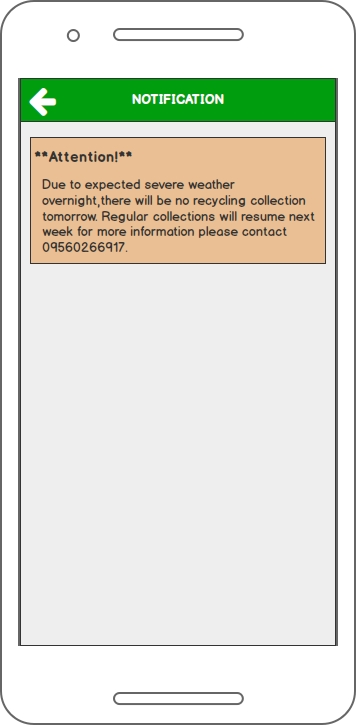 NOTIFICATION
**Attention!**
Due to expected severe weather
overnight,there will be no recycling collection
tomorrow. Regular collections will resume next
week for more information please contact
09560266917.